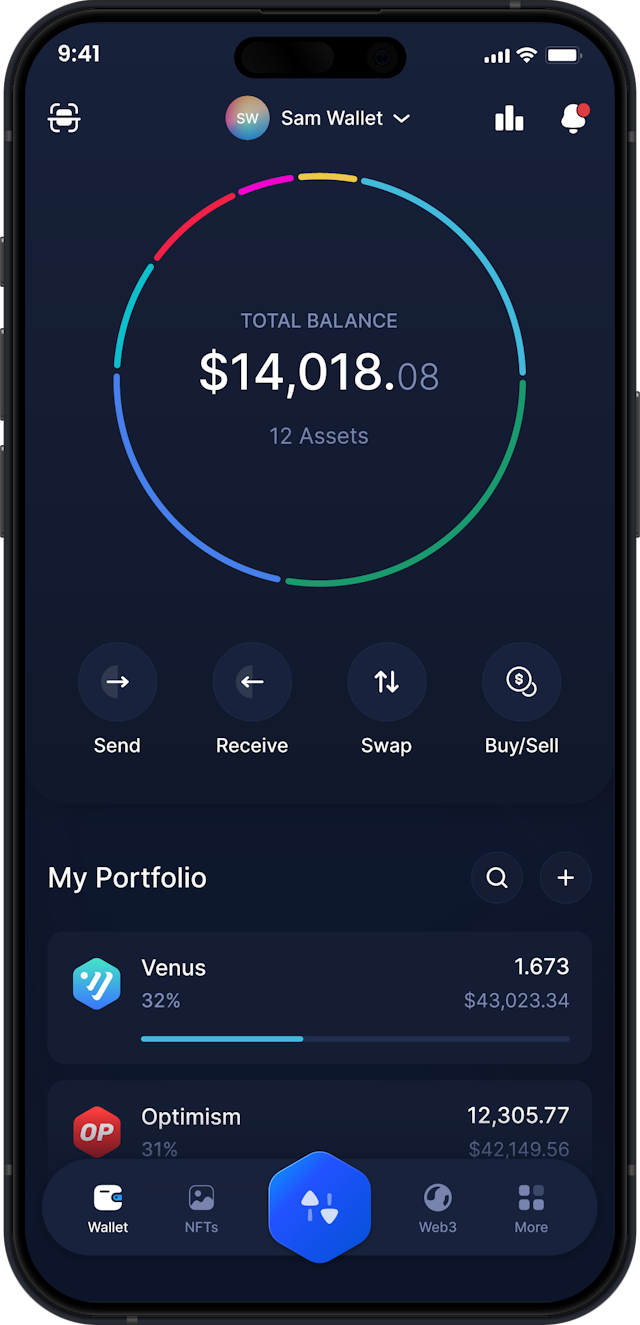 9:41
SW Sam Wallet
TOTAL BALANCE
$14,018.08
12 Assets
Send Receive Swap Buy/Sell
My Portfolio
Venus 1.673
32% $43,023.34
Optimism 12,305.77
OP
31% $42,149.56
Wallet NFTs Web3 More